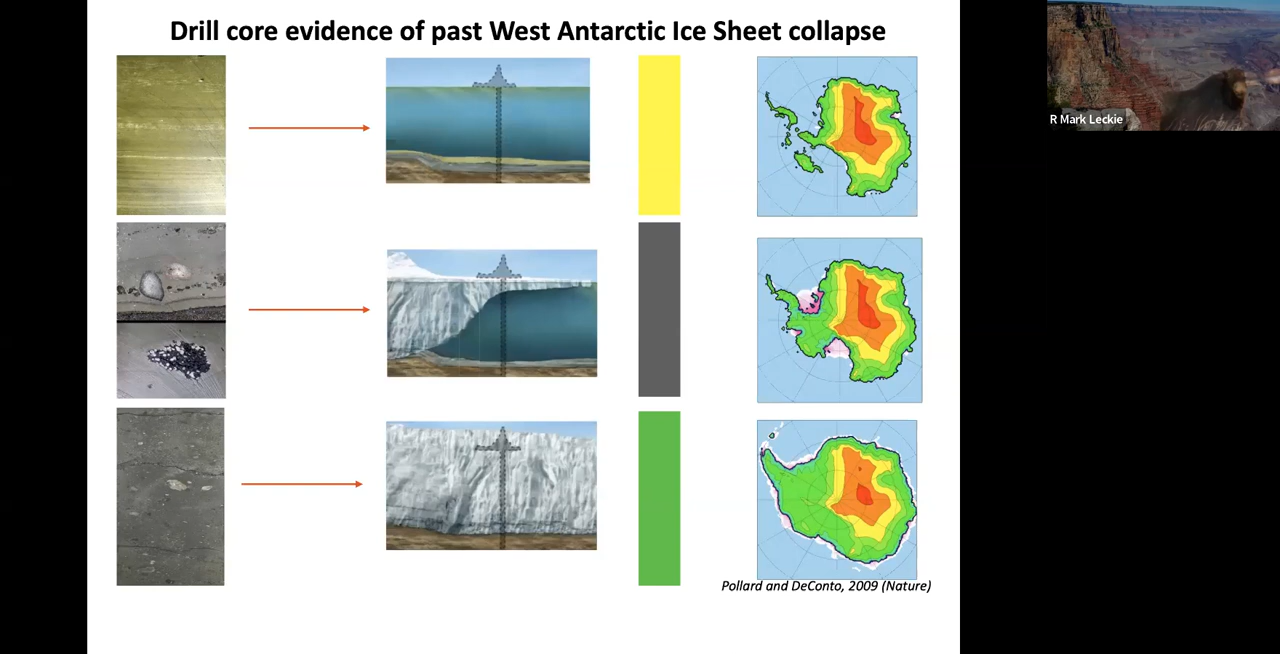 Drill core evidence of past West Antarctic Ice Sheet collapse
R Mark Leckie
Pollard and DeConto, 2009 (Nature)